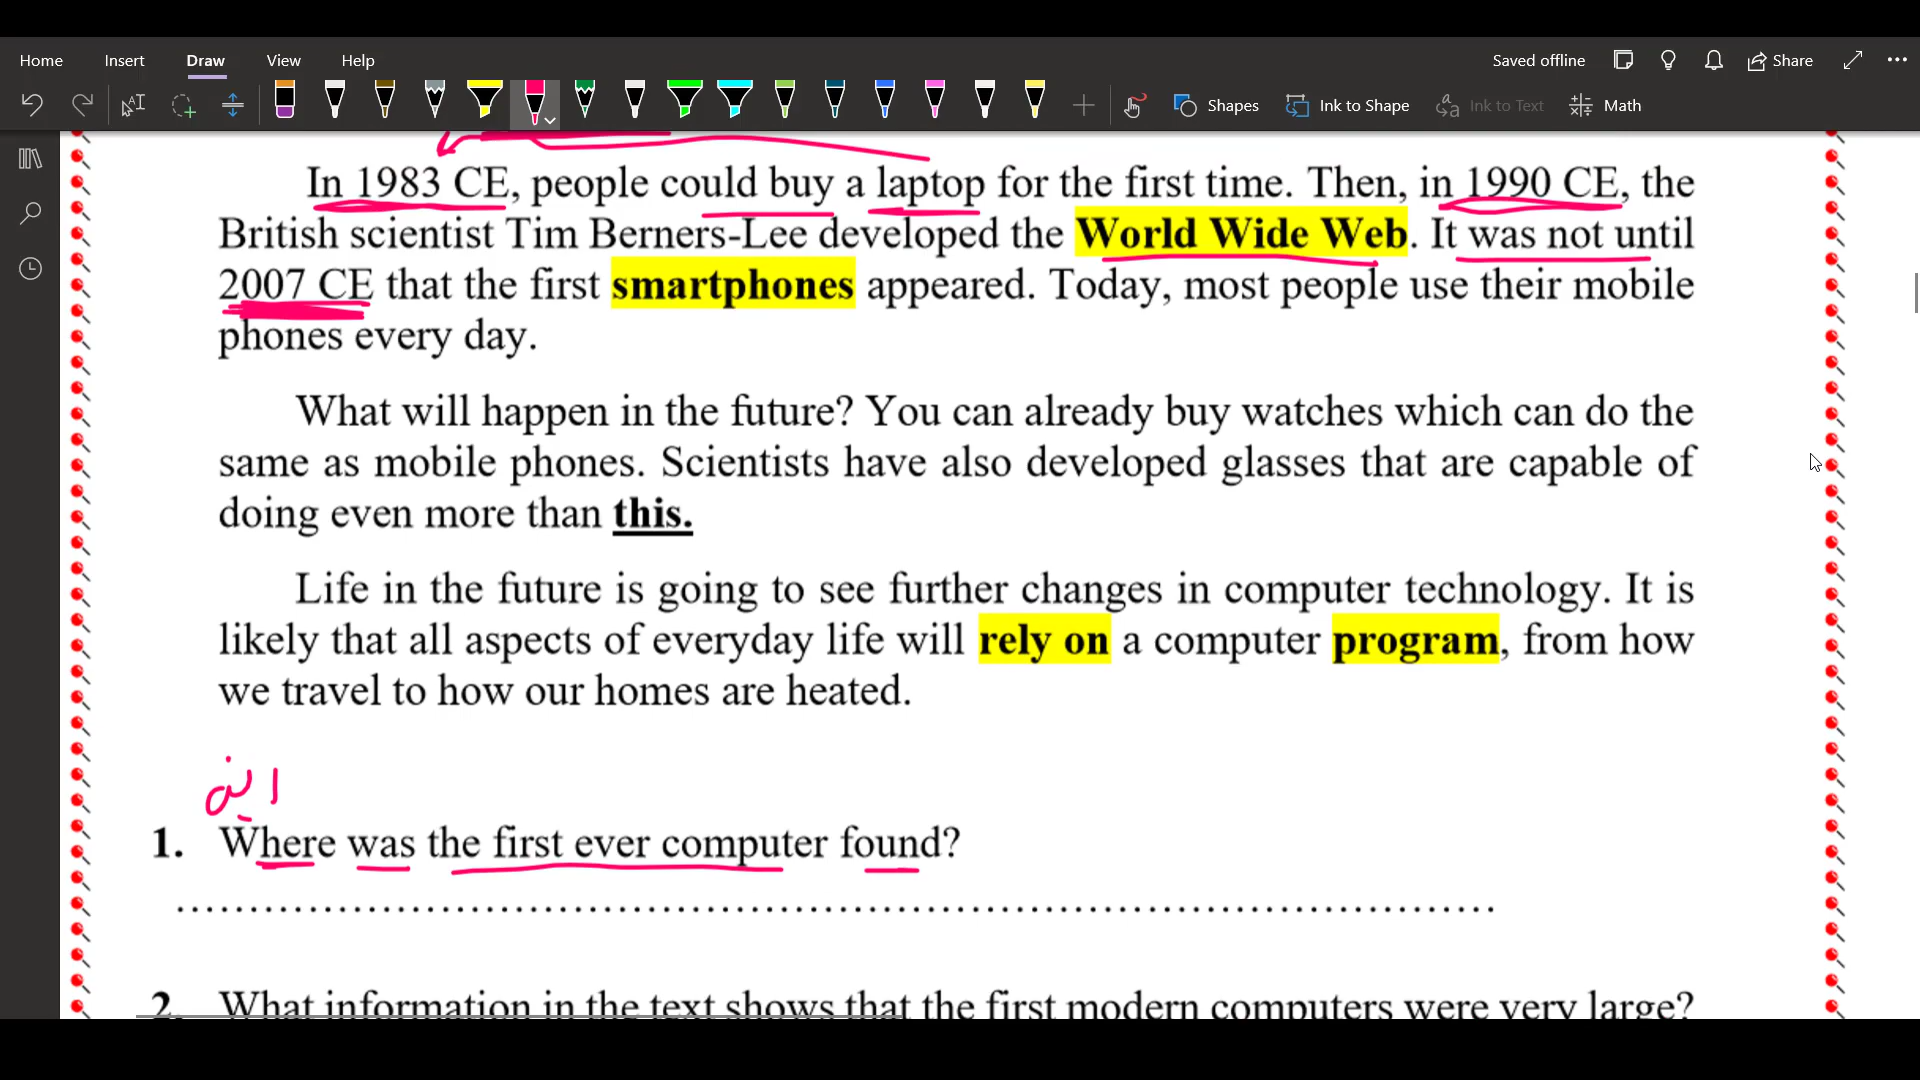 Home Insert Draw View Help Saved offline Share
Shapes Ink to Shape Ink to Text Math
In 1983 CE, people could buy a laptop for the first time. Then, in 1990 CE, the
British scientist Tim Berners-Lee developed the World Wide Web. It was not until
2007 CE that the first smartphones appeared. Today, most people use their mobile
phones every day.
What will happen in the future? You can already buy watches which can do the
same as mobile phones. Scientists have also developed glasses that are capable of
doing even more than this.
Life in the future is going to see further changes in computer technology. It is
likely that all aspects of everyday life will rely on a computer program, from how
we travel to how our homes are heated.
اين
1. Where was the first ever computer found?
2. What information in the text shows that the first modern computers were very large?